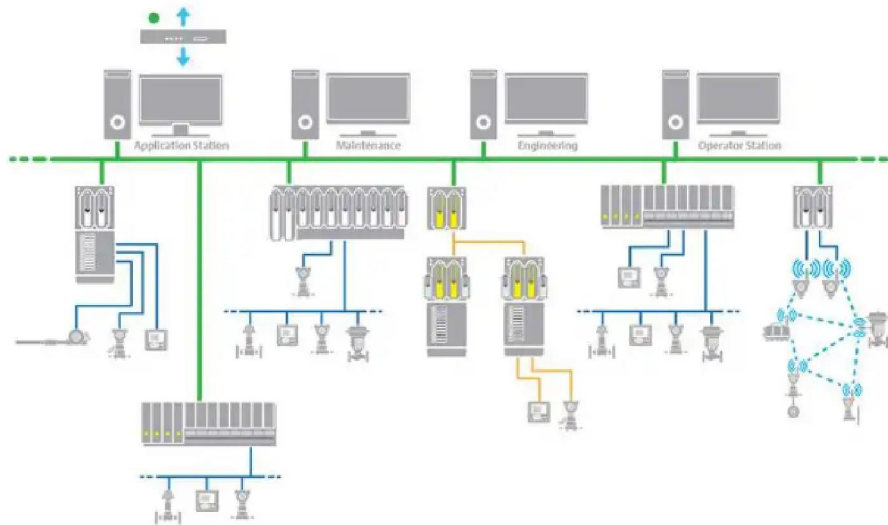 Application Station
Maintenance
Engineering
Operator Station